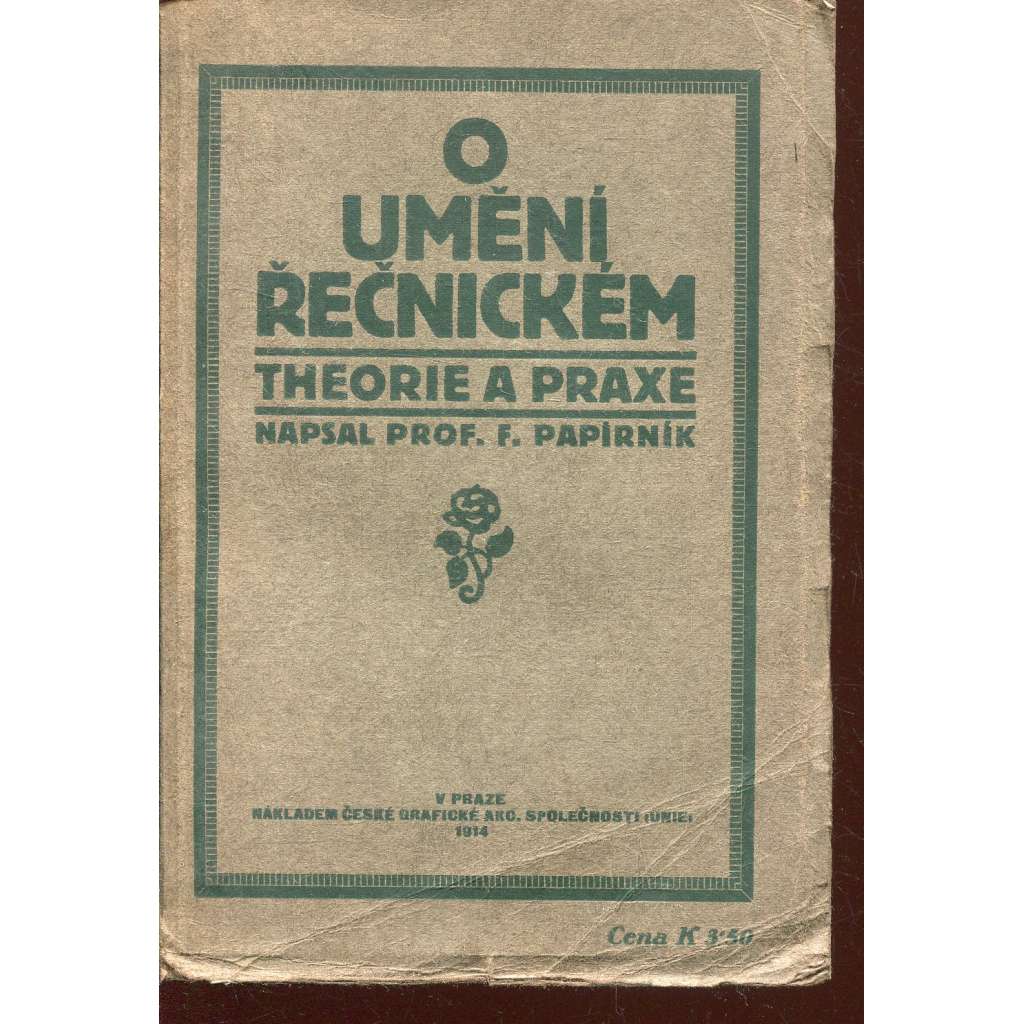 O
UMĚNÍ
ŘEČNICKÉM
THEORIE A PRAXE
NAPSAL PROF. F. PAPÍRNÍK
V PRAZE
NÁKLADEM ČESKÉ GRAFICKÉ AKC. SPOLEČNOSTI „UNIE“
1914
Cena K 3·50